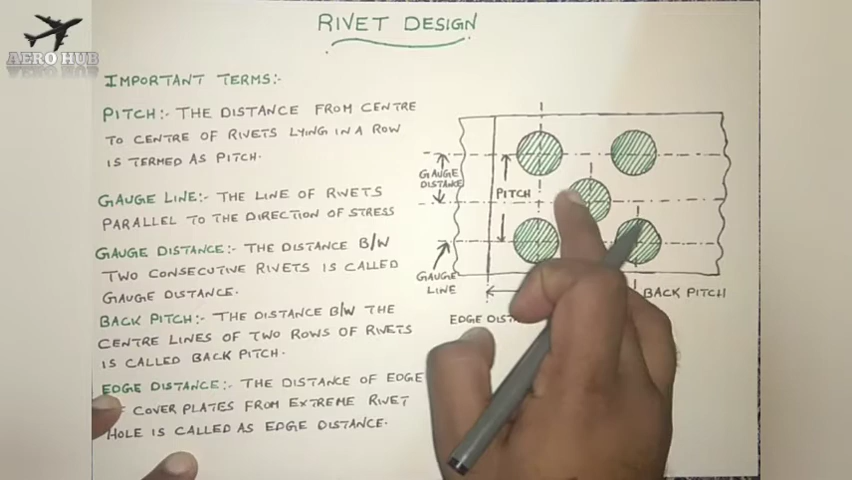 RIVET DESIGN
AERO HUB
IMPORTANT TERMS:-
PITCH:- THE DISTANCE FROM CENTRE
TO CENTRE OF RIVETS LYING IN A ROW
IS TERMED AS PITCH.
GAUGE LINE:- THE LINE OF RIVETS
PARALLEL TO THE DIRECTION OF STRESS
GAUGE DISTANCE:- THE DISTANCE B/W
TWO CONSECUTIVE RIVETS IS CALLED
GAUGE DISTANCE.
BACK PITCH:- THE DISTANCE B/W THE
CENTRE LINES OF TWO ROWS OF RIVETS
IS CALLED BACK PITCH.
EDGE DISTANCE:- THE DISTANCE OF EDGE
COVER PLATES FROM EXTREME RIVET
HOLE IS CALLED AS EDGE DISTANCE.
GAUGE
DISTANCE
PITCH
GAUGE
LINE
BACK PITCH
EDGE